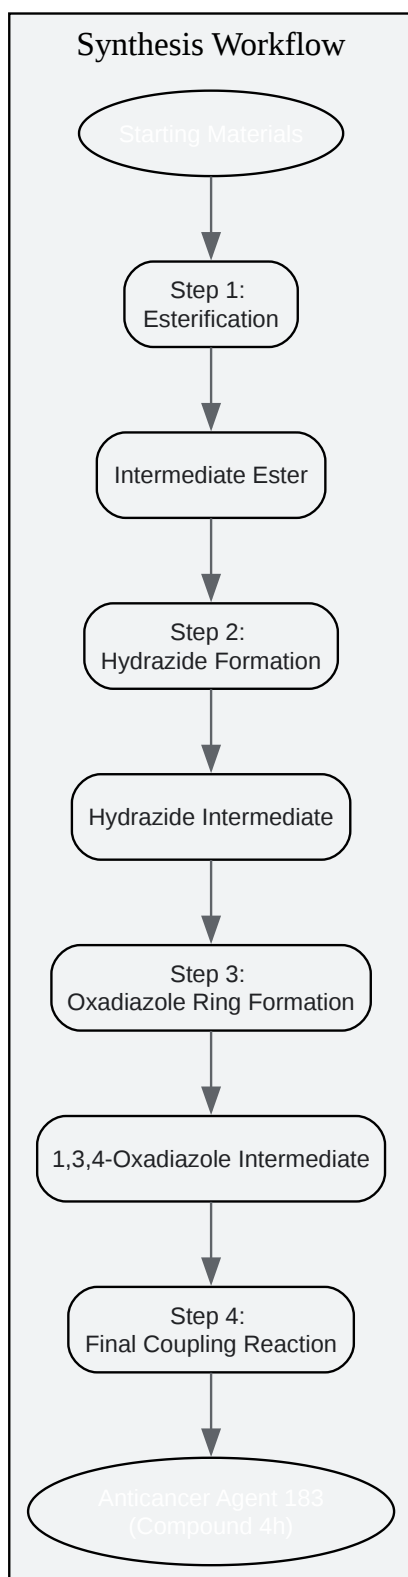 Synthesis Workflow
Starting Materials
Step 1:
Esterification
Intermediate Ester
Step 2:
Hydrazide Formation
Hydrazide Intermediate
Step 3:
Oxadiazole Ring Formation
1,3,4-Oxadiazole Intermediate
Step 4:
Final Coupling Reaction
Anticancer Agent 183
(Compound 4h)